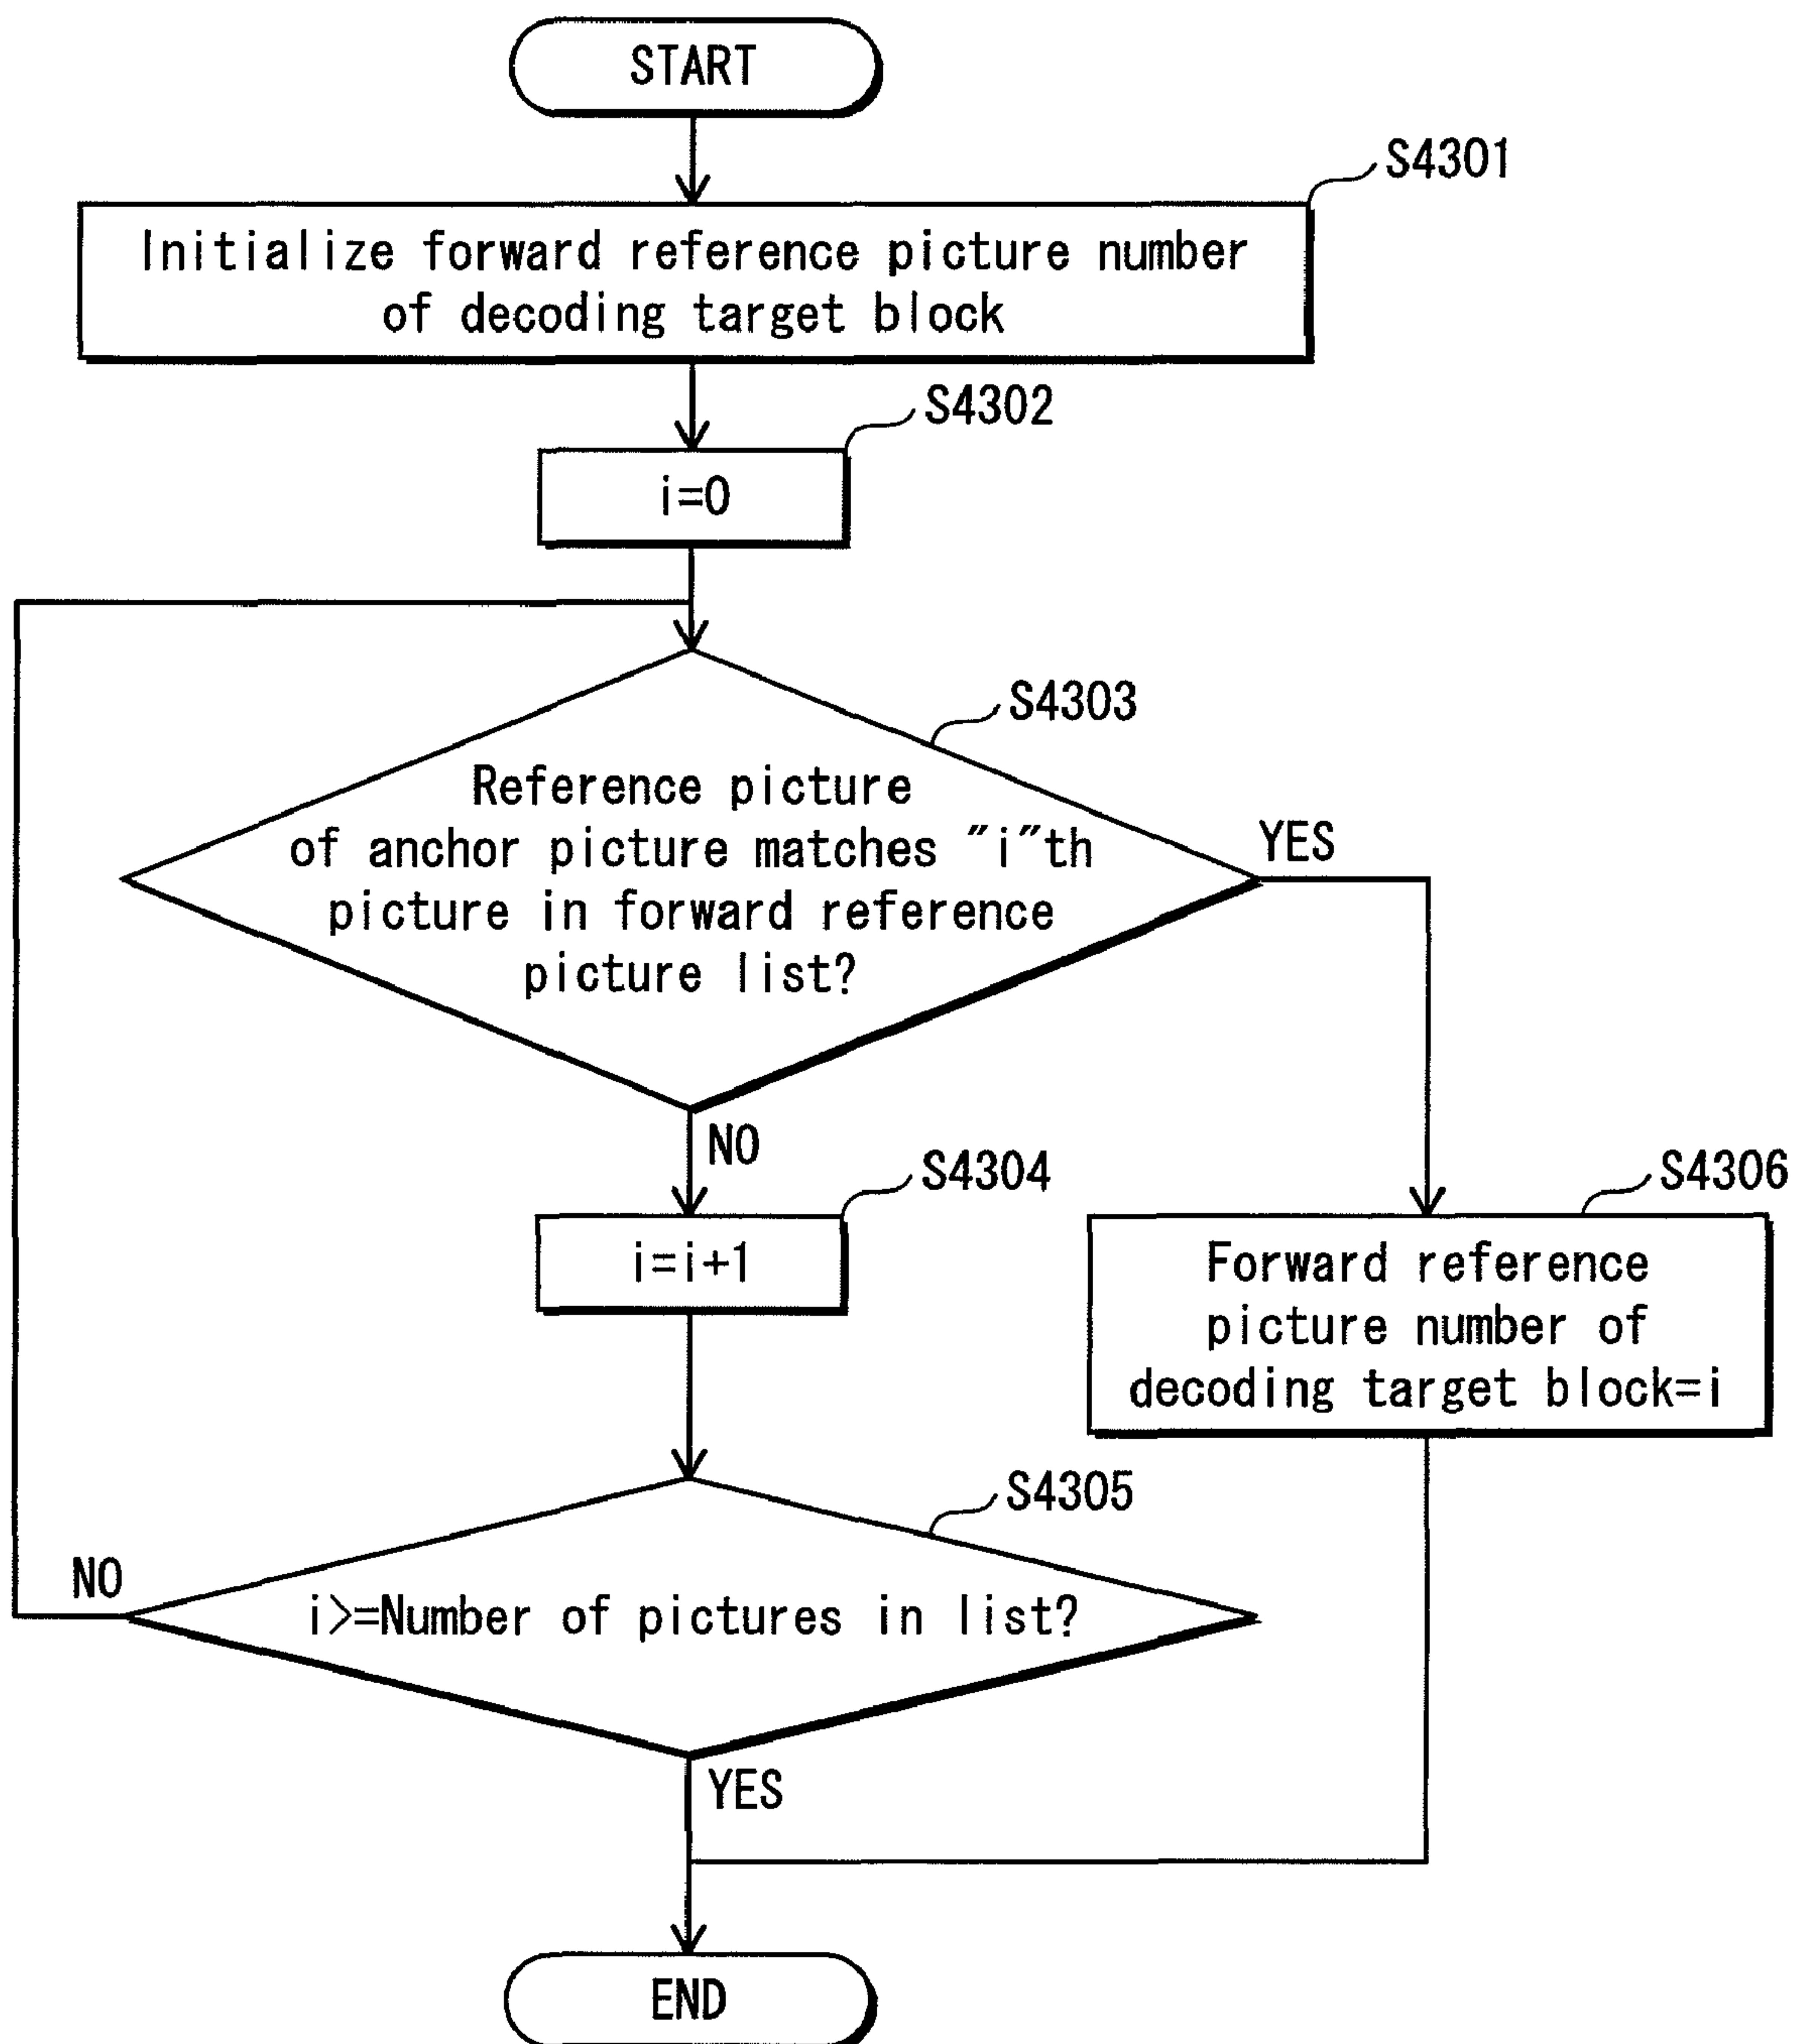 START
S4301
Initialize forward reference picture number
of decoding target block
S4302
i=0
S4303
Reference picture
of anchor picture matches "i"th
picture in forward reference
picture list?
YES
NO
S4304
i=i+1
S4306
Forward reference
picture number of
decoding target block=i
S4305
NO
i>=Number of pictures in list?
YES
END